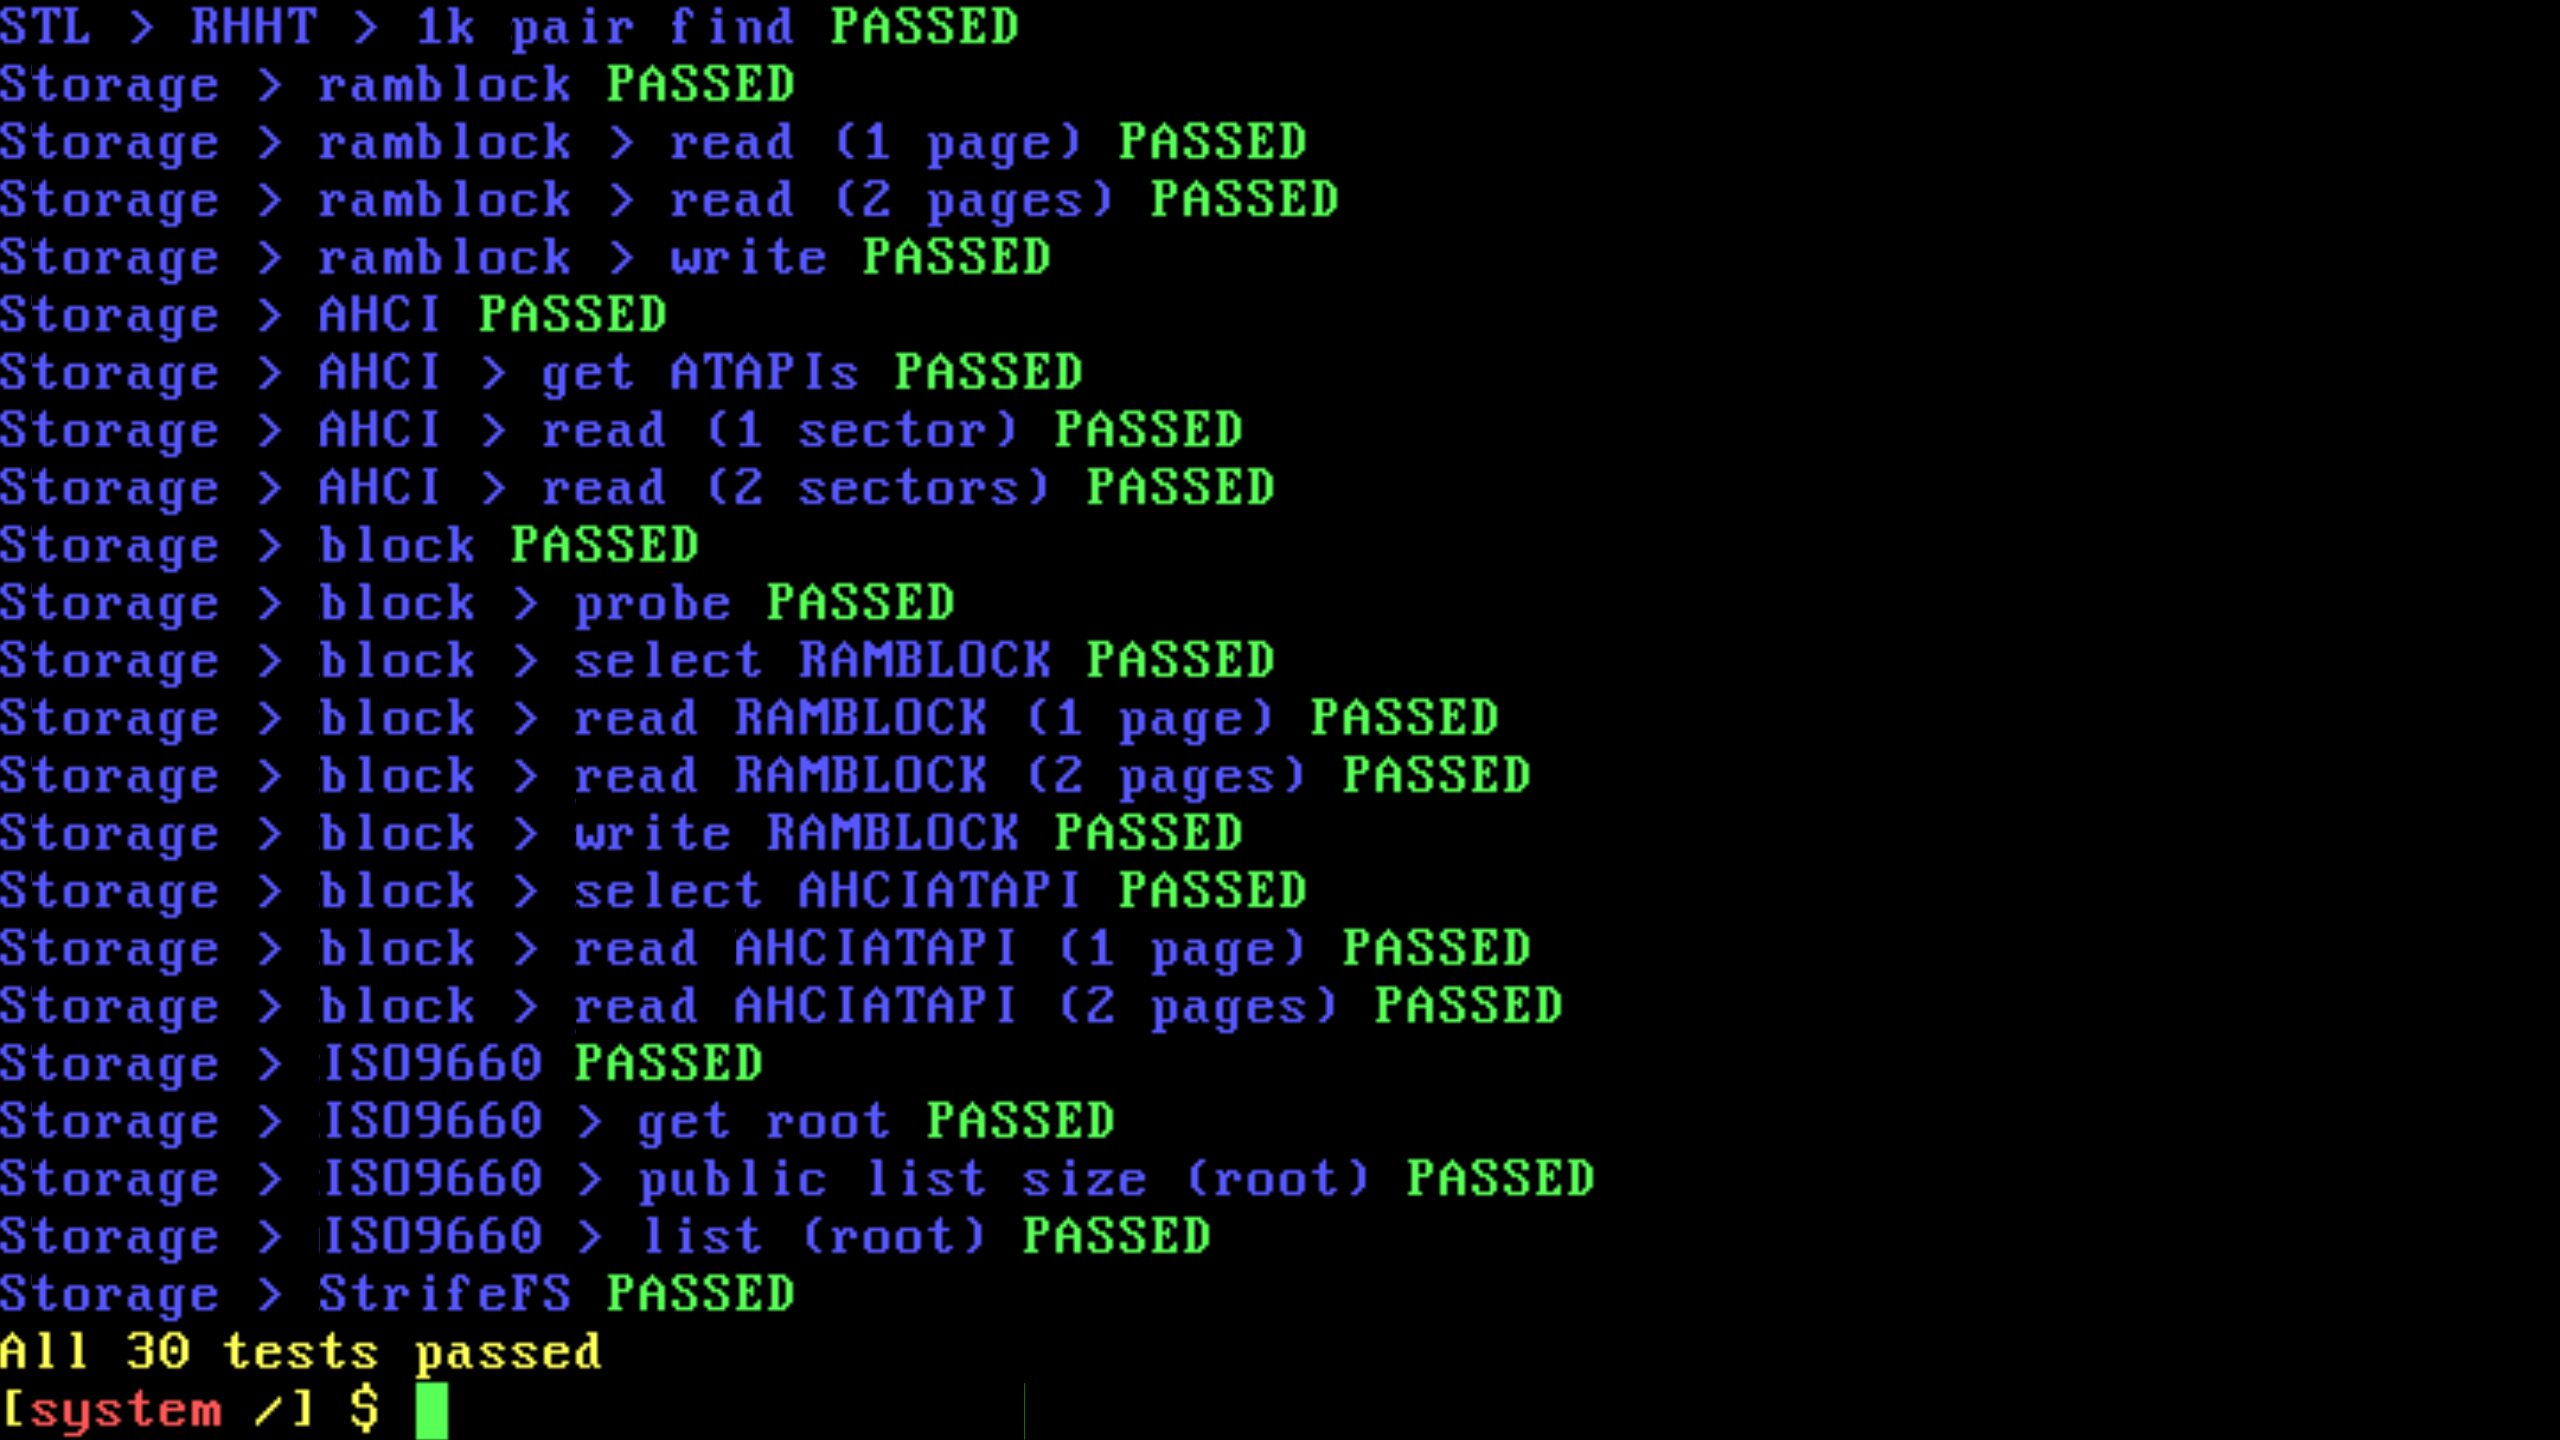 STL > RHHT > 1k pair find PASSED
Storage > ramblock PASSED
Storage > ramblock > read (1 page) PASSED
Storage > ramblock > read (2 pages) PASSED
Storage > ramblock > write PASSED
Storage > AHCI PASSED
Storage > AHCI > get ATAPIs PASSED
Storage > AHCI > read (1 sector) PASSED
Storage > AHCI > read (2 sectors) PASSED
Storage > block PASSED
Storage > block > probe PASSED
Storage > block > select RAMBLOCK PASSED
Storage > block > read RAMBLOCK (1 page) PASSED
Storage > block > read RAMBLOCK (2 pages) PASSED
Storage > block > write RAMBLOCK PASSED
Storage > block > select AHCIATAPI PASSED
Storage > block > read AHCIATAPI (1 page) PASSED
Storage > block > read AHCIATAPI (2 pages) PASSED
Storage > ISO9660 PASSED
Storage > ISO9660 > get root PASSED
Storage > ISO9660 > public list size (root) PASSED
Storage > ISO9660 > list (root) PASSED
Storage > StrifeFS PASSED
All 30 tests passed
[system /] $